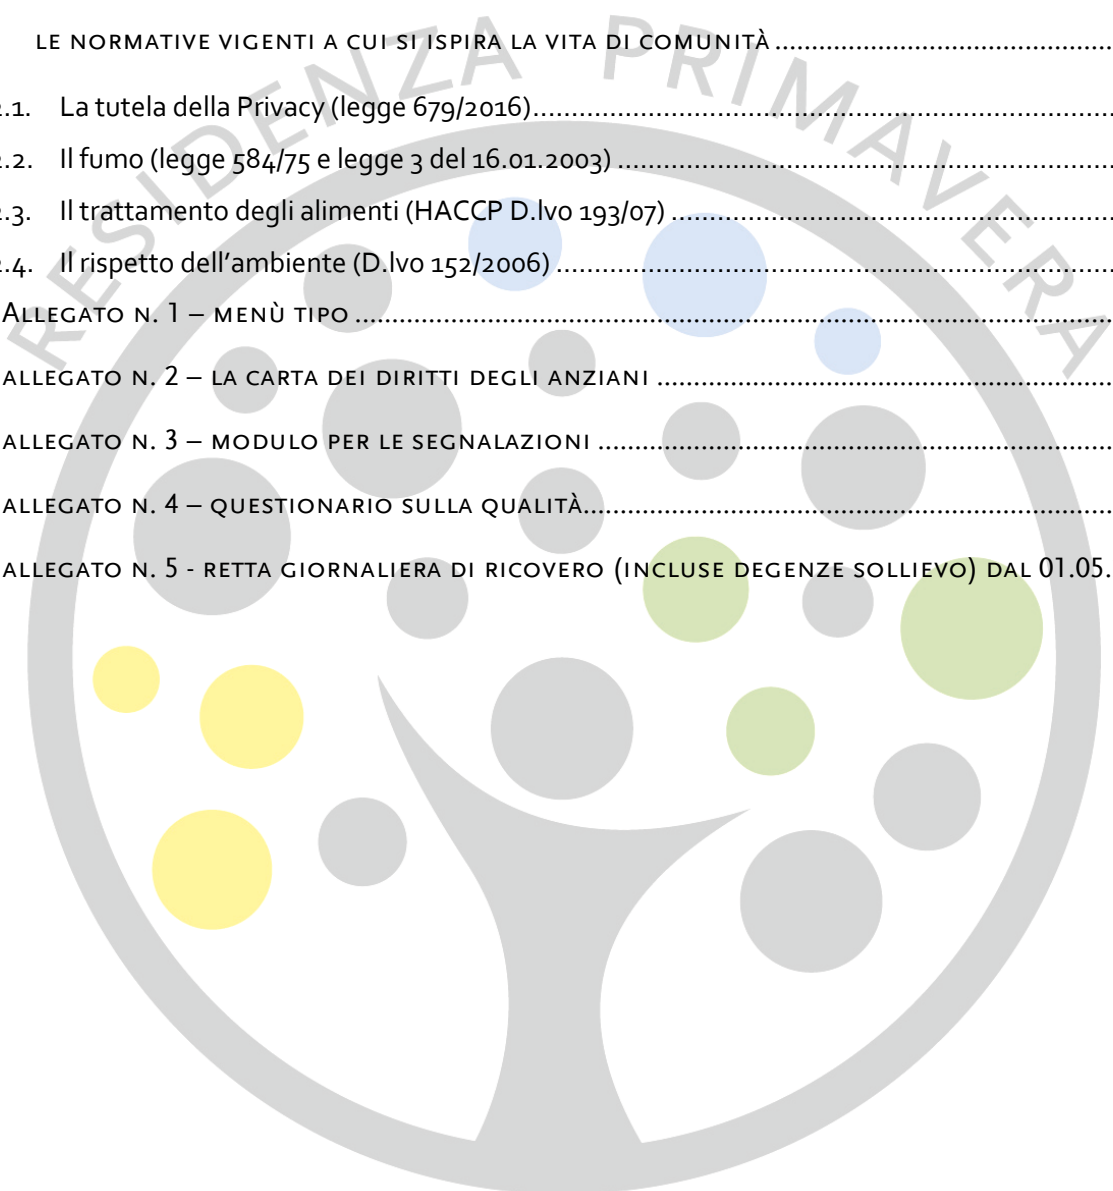 RESIDENZA PRIMAVERA
LE NORMATIVE VIGENTI A CUI SI ISPIRA LA VITA DI COMUNITÀ ..........
.1. La tutela della Privacy (legge 679/2016)..........
.2. Il fumo (legge 584/75 e legge 3 del 16.01.2003) ..........
.3. Il trattamento degli alimenti (HACCP D.lvo 193/07) ..........
.4. Il rispetto dell’ambiente (D.lvo 152/2006) ..........
ALLEGATO N. 1 – MENÙ TIPO ..........
ALLEGATO N. 2 – LA CARTA DEI DIRITTI DEGLI ANZIANI ..........
ALLEGATO N. 3 – MODULO PER LE SEGNALAZIONI ..........
ALLEGATO N. 4 – QUESTIONARIO SULLA QUALITÀ..........
ALLEGATO N. 5 - RETTA GIORNALIERA DI RICOVERO (INCLUSE DEGENZE SOLLIEVO) DAL 01.05.